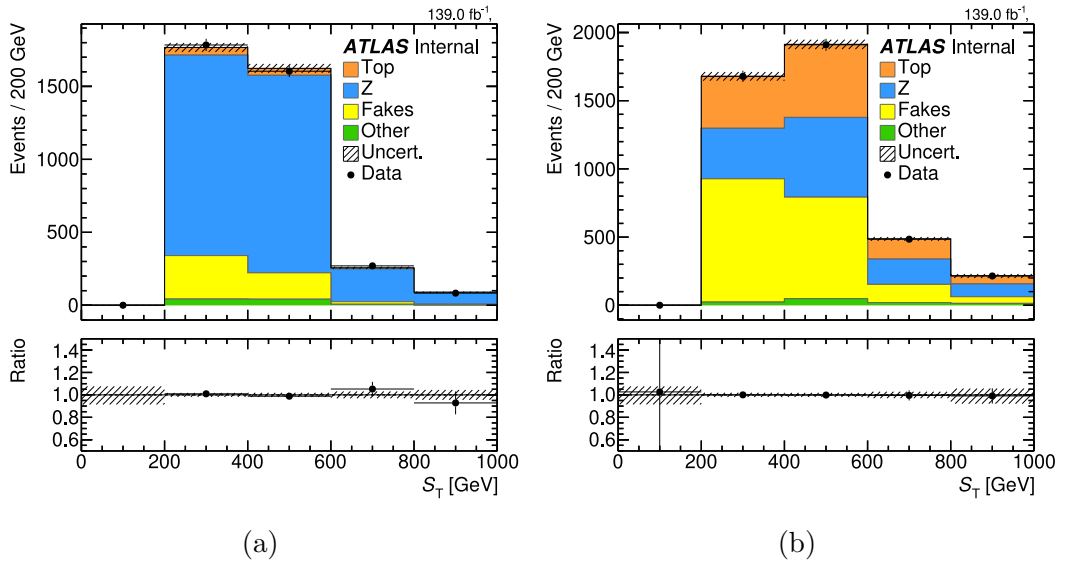 139.0 fb⁻¹,
ATLAS Internal
Top
Z
Fakes
Other
Uncert.
Data
Events / 200 GeV
1500
1000
500
0
Ratio
1.4
1.2
1.0
0.8
0.6
0 200 400 600 800 1000
S_T [GeV]
(a)
139.0 fb⁻¹,
ATLAS Internal
Top
Z
Fakes
Other
Uncert.
Data
Events / 200 GeV
2000
1500
1000
500
0
Ratio
1.4
1.2
1.0
0.8
0.6
0 200 400 600 800 1000
S_T [GeV]
(b)